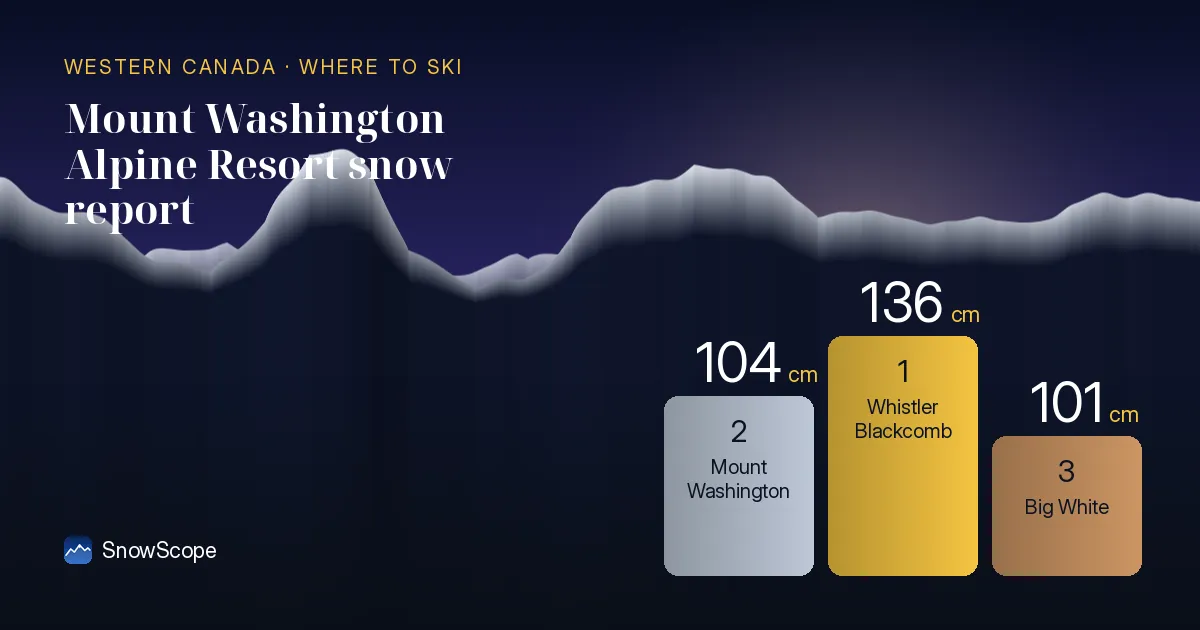 WESTERN CANADA · WHERE TO SKI
Mount Washington
Alpine Resort snow
report
104 cm
2
Mount
Washington
136 cm
1
Whistler
Blackcomb
101 cm
3
Big White
SnowScope